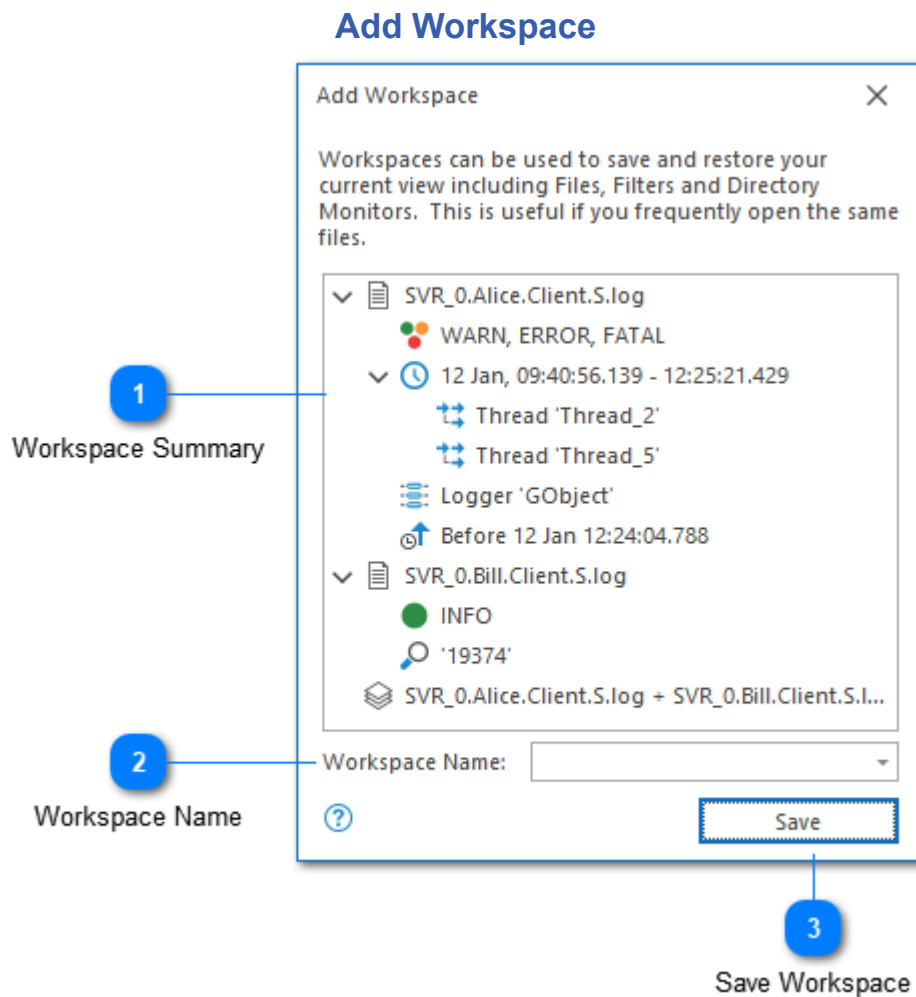 Add Workspace
Add Workspace
Workspaces can be used to save and restore your
current view including Files, Filters and Directory
Monitors.  This is useful if you frequently open the same
files.
SVR_0.Alice.Client.S.log
WARN, ERROR, FATAL
12 Jan, 09:40:56.139 - 12:25:21.429
Thread 'Thread_2'
Thread 'Thread_5'
Logger 'GObject'
Before 12 Jan 12:24:04.788
SVR_0.Bill.Client.S.log
INFO
'19374'
SVR_0.Alice.Client.S.log + SVR_0.Bill.Client.S.l...
1
Workspace Summary
Workspace Name:
2
Workspace Name
?
Save
3
Save Workspace